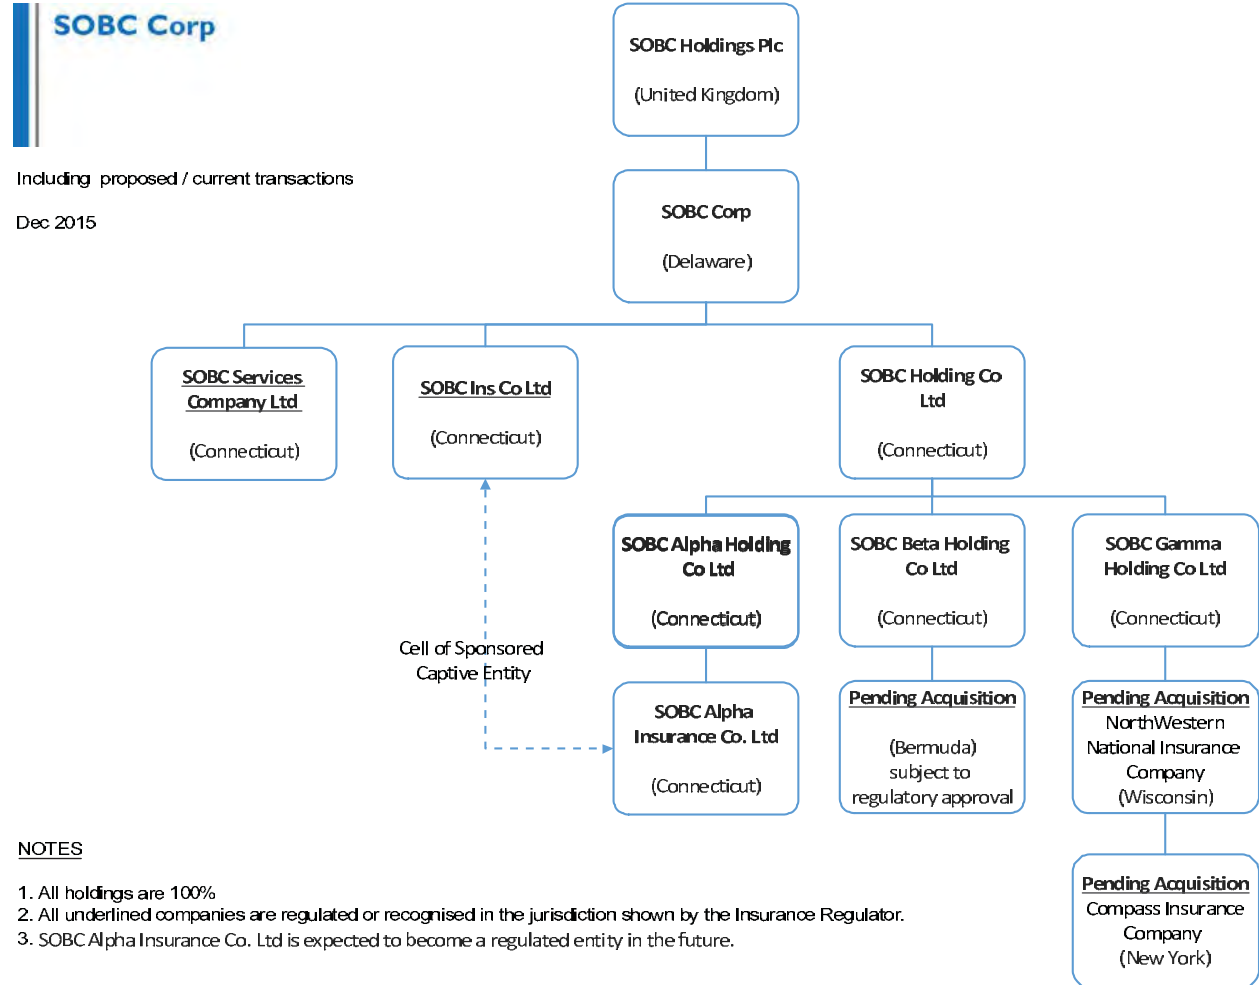 SOBC Corp
Including proposed / current transactions
Dec 2015
SOBC Holdings Plc
(United Kingdom)
SOBC Corp
(Delaware)
SOBC Services
Company Ltd
(Connecticut)
SOBC Ins Co Ltd
(Connecticut)
SOBC Holding Co
Ltd
(Connecticut)
SOBC Alpha Holding
Co Ltd
(Connecticut)
SOBC Beta Holding
Co Ltd
(Connecticut)
SOBC Gamma
Holding Co Ltd
(Connecticut)
Cell of Sponsored
Captive Entity
SOBC Alpha
Insurance Co. Ltd
(Connecticut)
Pending Acquisition
(Bermuda)
subject to
regulatory approval
Pending Acquisition
NorthWestern
National Insurance
Company
(Wisconsin)
Pending Acquisition
Compass Insurance
Company
(New York)
NOTES
1. All holdings are 100%
2. All underlined companies are regulated or recognised in the jurisdiction shown by the Insurance Regulator.
3. SOBC Alpha Insurance Co. Ltd is expected to become a regulated entity in the future.